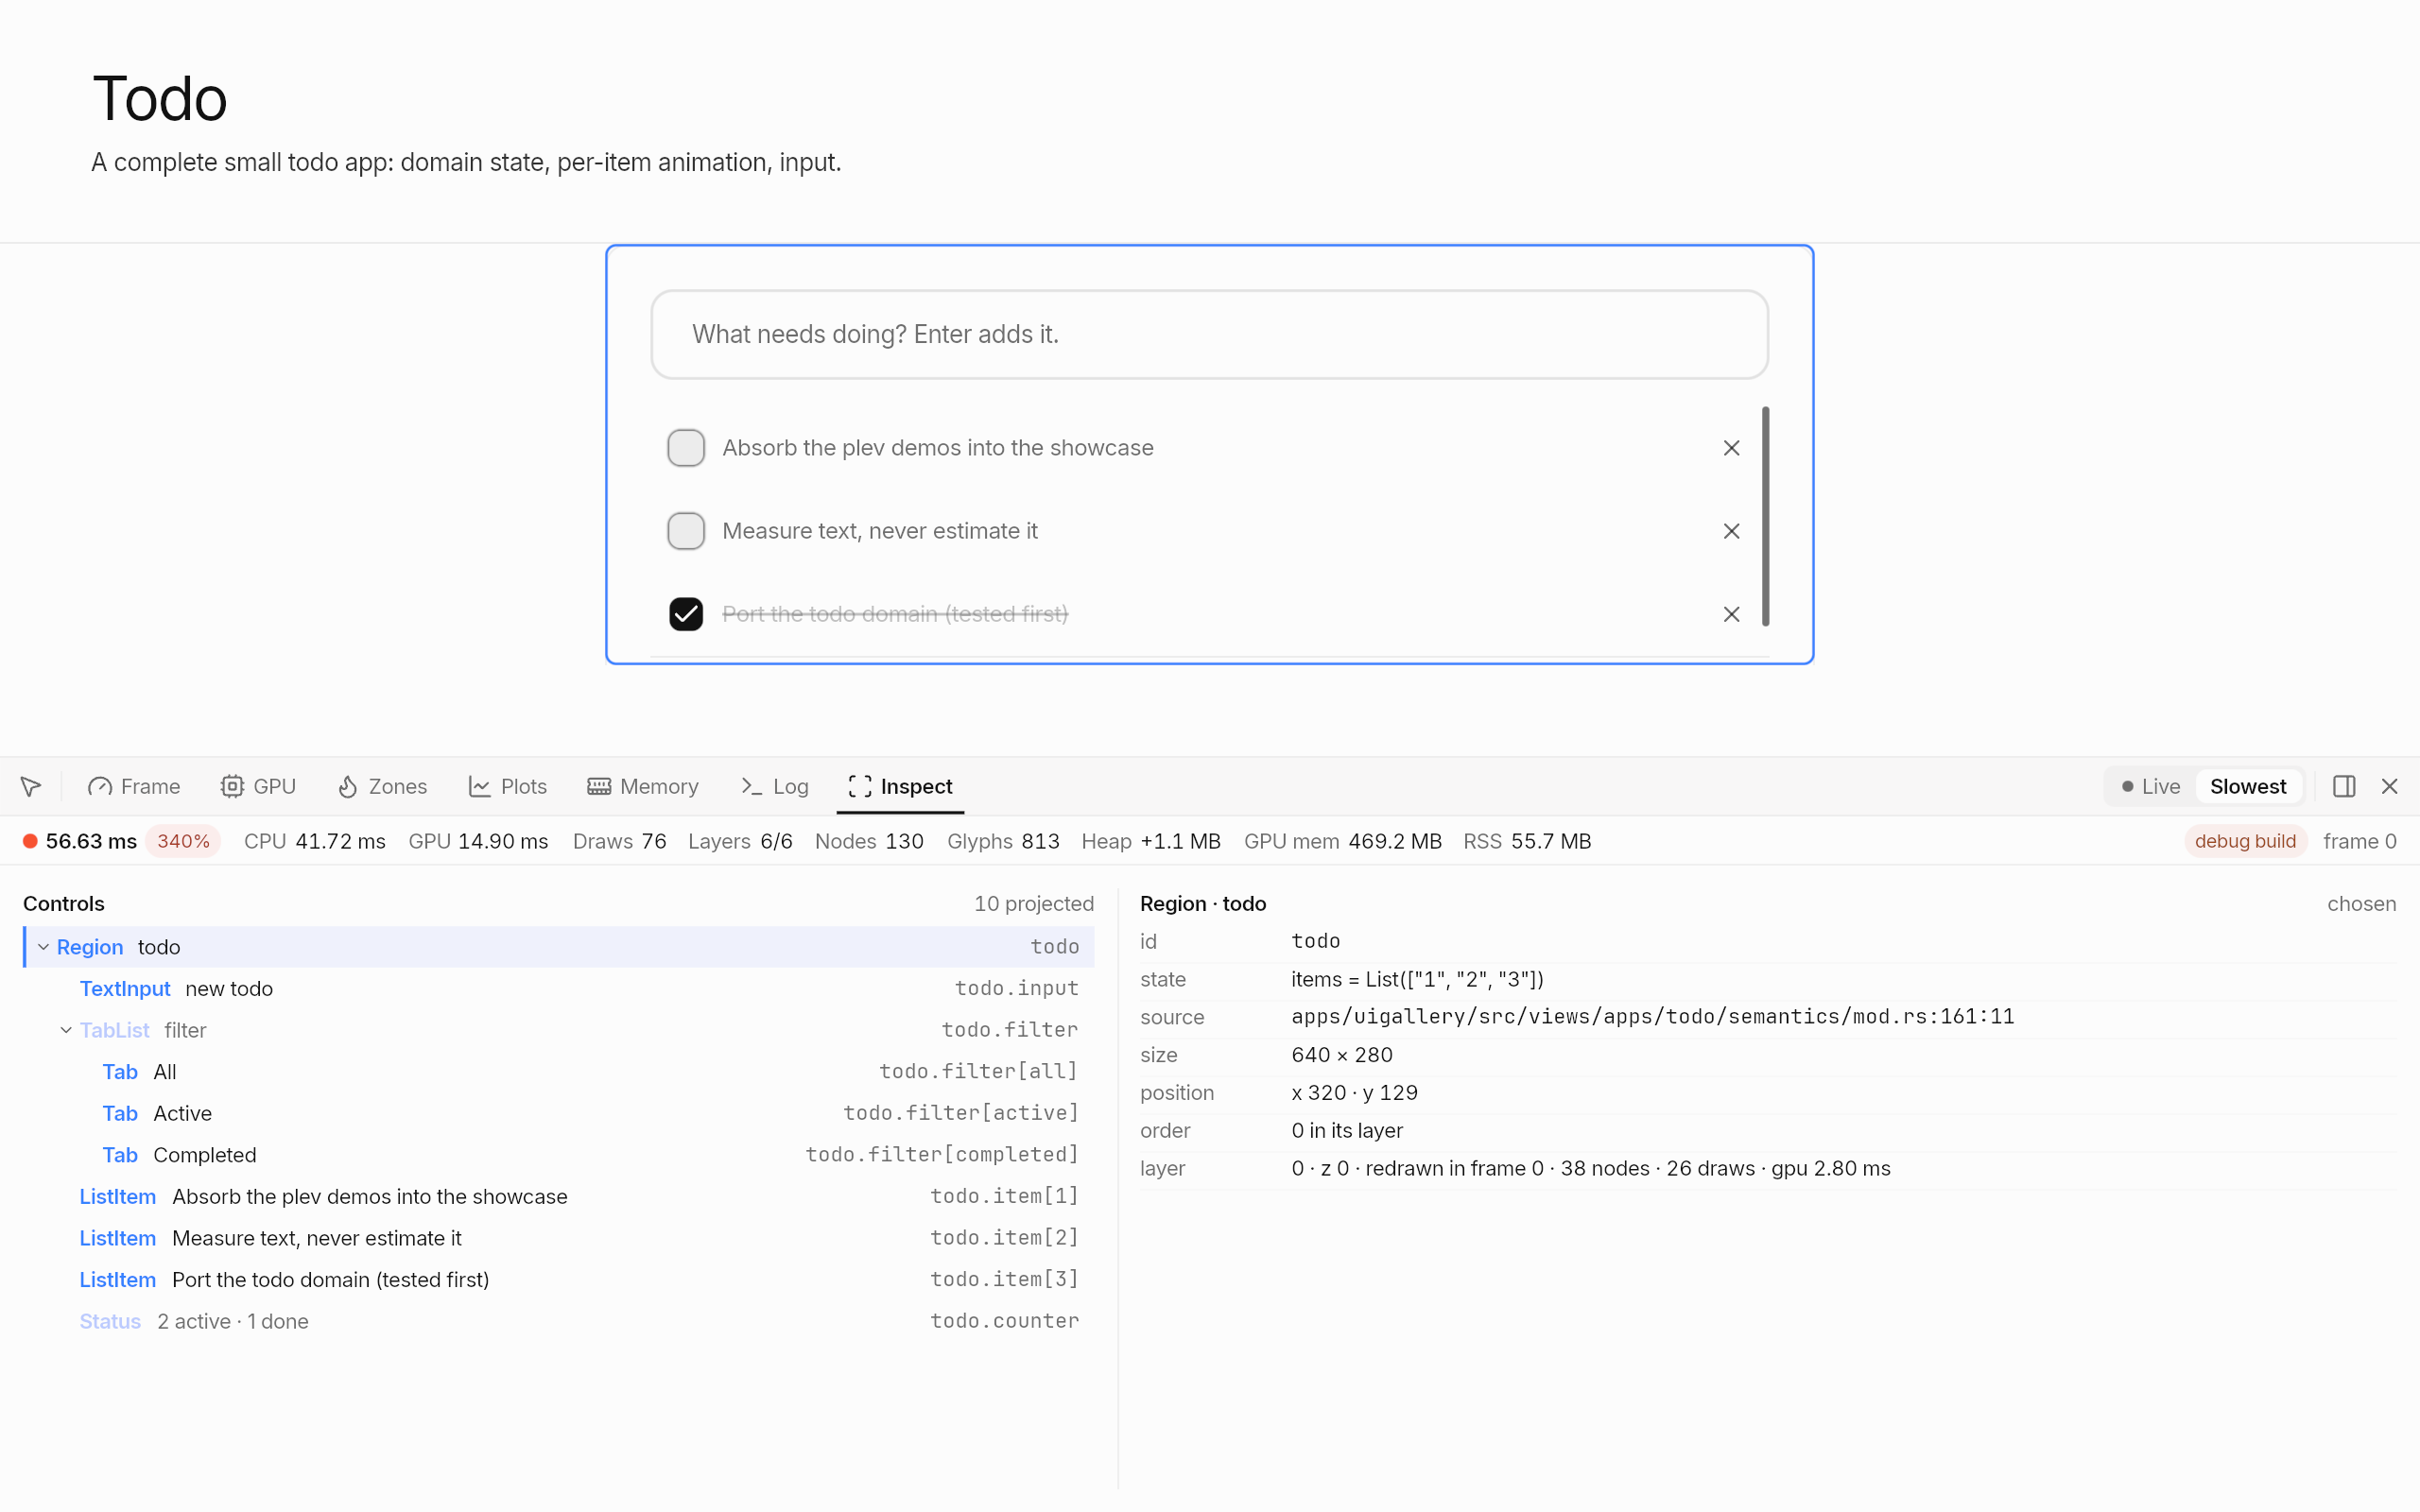 Todo
A complete small todo app: domain state, per-item animation, input.
What needs doing? Enter adds it.
Absorb the plev demos into the showcase
Measure text, never estimate it
Port the todo domain (tested first)
Frame GPU Zones Plots Memory Log Inspect Live Slowest
56.63 ms 340% CPU 41.72 ms GPU 14.90 ms Draws 76 Layers 6/6 Nodes 130 Glyphs 813 Heap +1.1 MB GPU mem 469.2 MB RSS 55.7 MB debug build frame 0
Controls 10 projected
Region todo todo
TextInput new todo todo.input
TabList filter todo.filter
Tab All todo.filter[all]
Tab Active todo.filter[active]
Tab Completed todo.filter[completed]
ListItem Absorb the plev demos into the showcase todo.item[1]
ListItem Measure text, never estimate it todo.item[2]
ListItem Port the todo domain (tested first) todo.item[3]
Status 2 active · 1 done todo.counter
Region · todo chosen
id todo
state items = List(["1", "2", "3"])
source apps/uigallery/src/views/apps/todo/semantics/mod.rs:161:11
size 640 × 280
position x 320 · y 129
order 0 in its layer
layer 0 · z 0 · redrawn in frame 0 · 38 nodes · 26 draws · gpu 2.80 ms